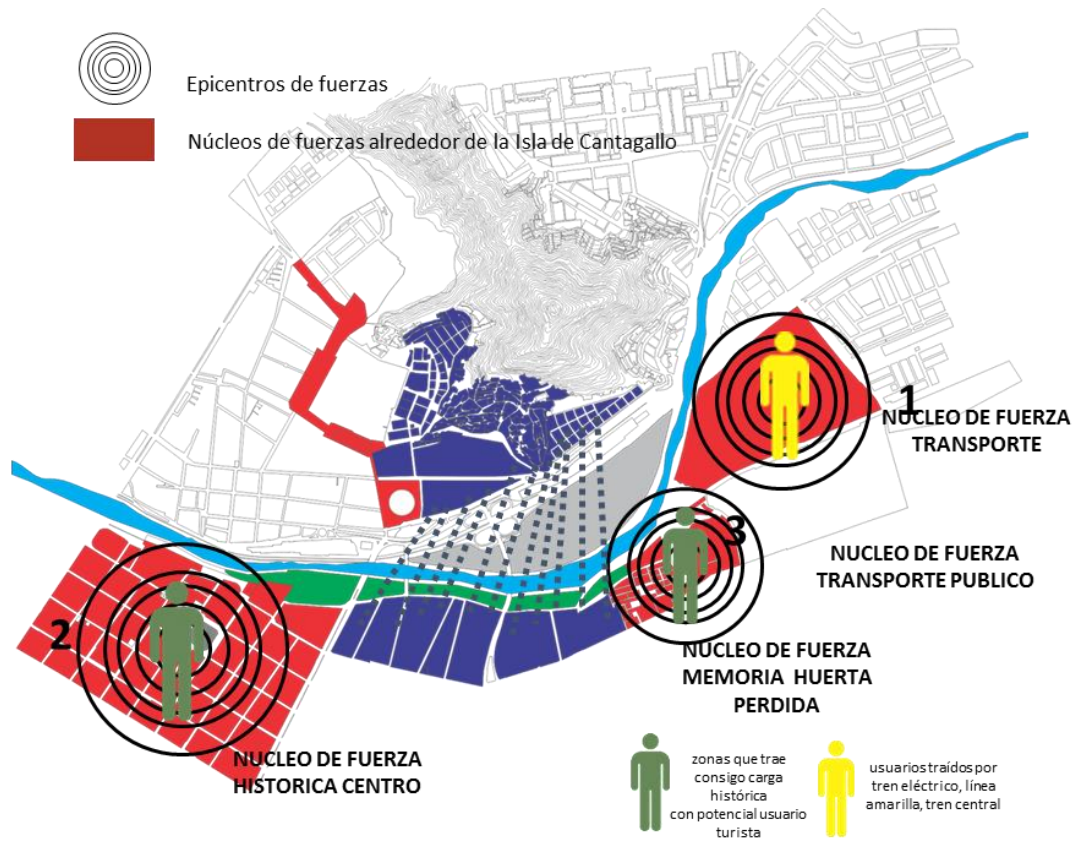 Epicentros de fuerzas
Núcleos de fuerzas alrededor de la Isla de Cantagallo
1
NUCLEO DE FUERZA
TRANSPORTE
3
NUCLEO DE FUERZA
TRANSPORTE PUBLICO
2
NUCLEO DE FUERZA
MEMORIA HUERTA
PERDIDA
NUCLEO DE FUERZA
HISTORICA CENTRO
zonas que trae
consigo carga
histórica
con potencial usuario
turista
usuarios traídos por
tren eléctrico, línea
amarilla, tren central